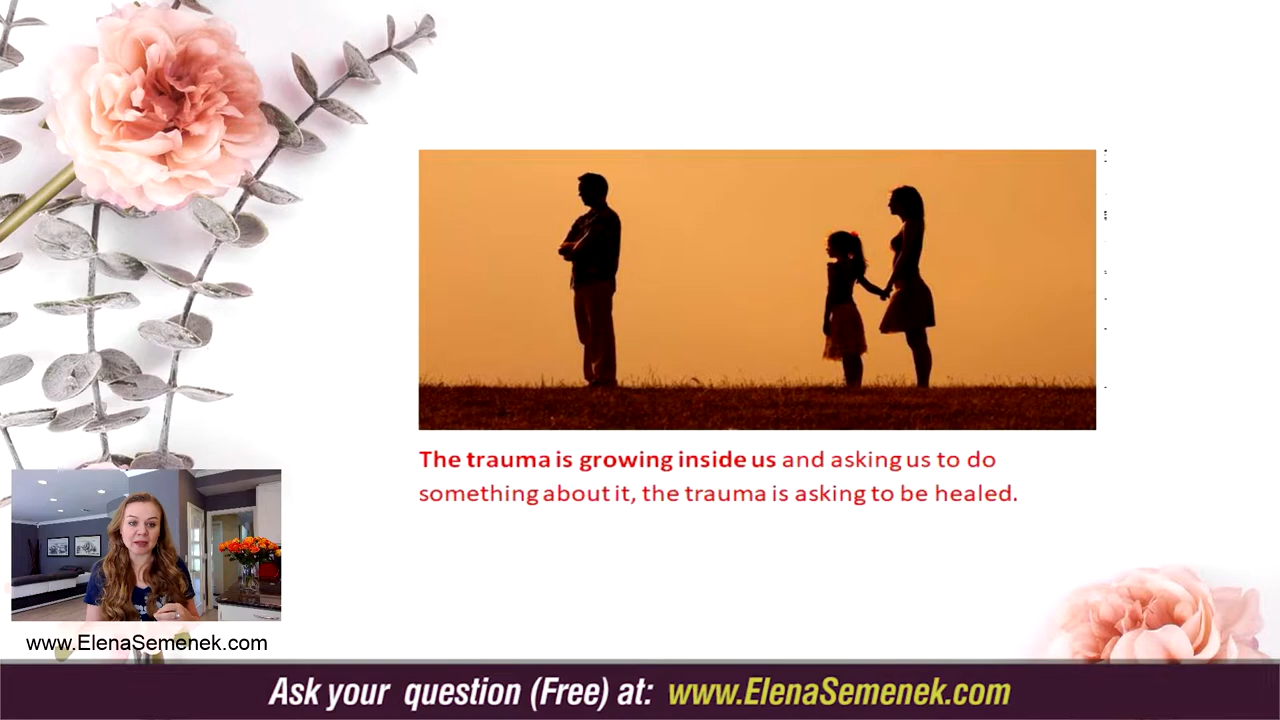 The trauma is growing inside us and asking us to do
something about it, the trauma is asking to be healed.
www.ElenaSemenek.com
Ask your question (Free) at: www.ElenaSemenek.com